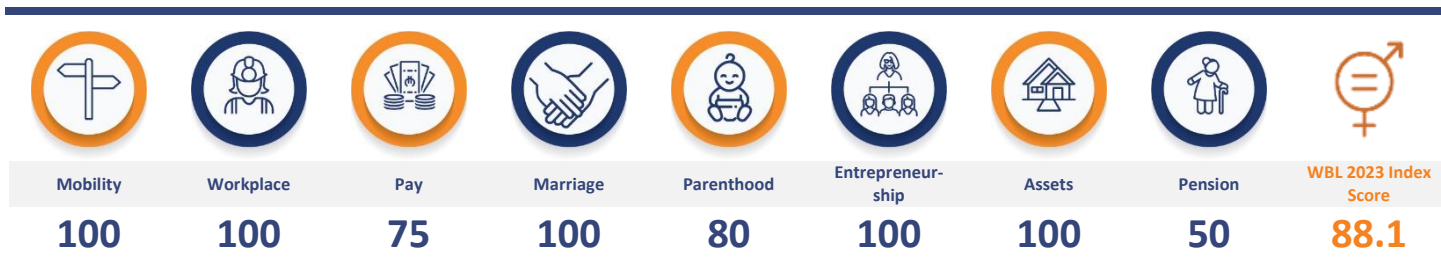 Mobility
Workplace
Pay
Marriage
Parenthood
Entrepreneur-
ship
Assets
Pension
WBL 2023 Index
Score
100
100
75
100
80
100
100
50
88.1